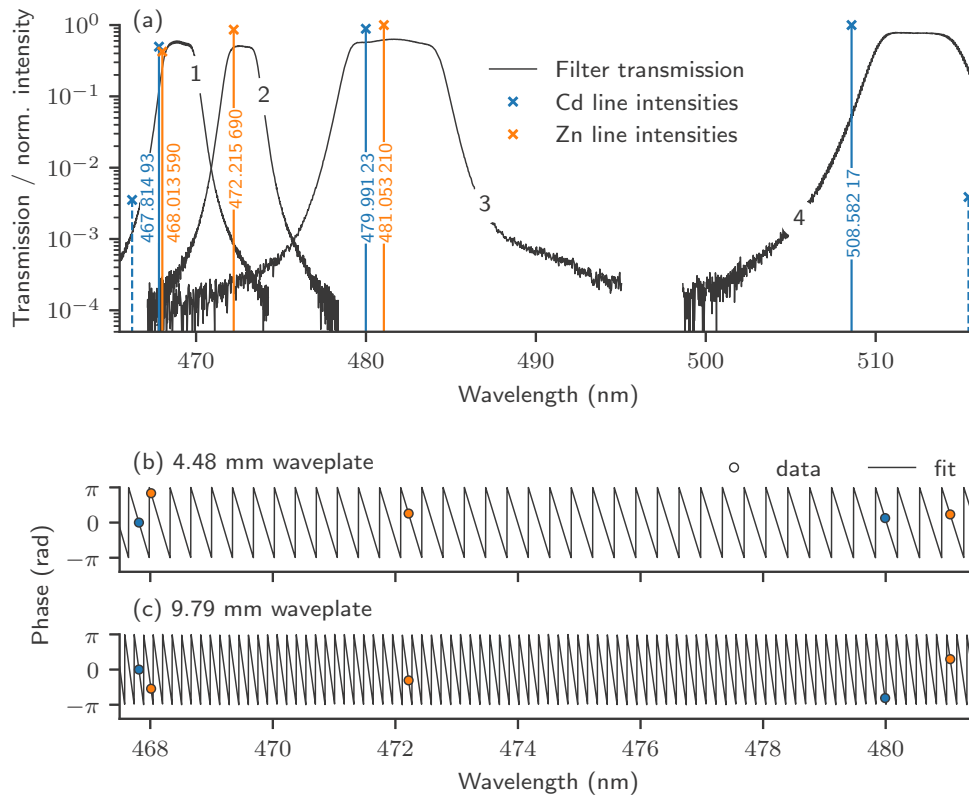 (a)
Transmission / norm. intensity
10⁰
10⁻¹
10⁻²
10⁻³
10⁻⁴
1
2
3
4
467.814 93
468.013 590
472.215 690
479.991 23
481.053 210
508.582 17
Filter transmission
Cd line intensities
Zn line intensities
470 480 490 500 510
Wavelength (nm)
(b) 4.48 mm waveplate
data fit
π
0
−π
Phase (rad)
(c) 9.79 mm waveplate
π
0
−π
468 470 472 474 476 478 480
Wavelength (nm)